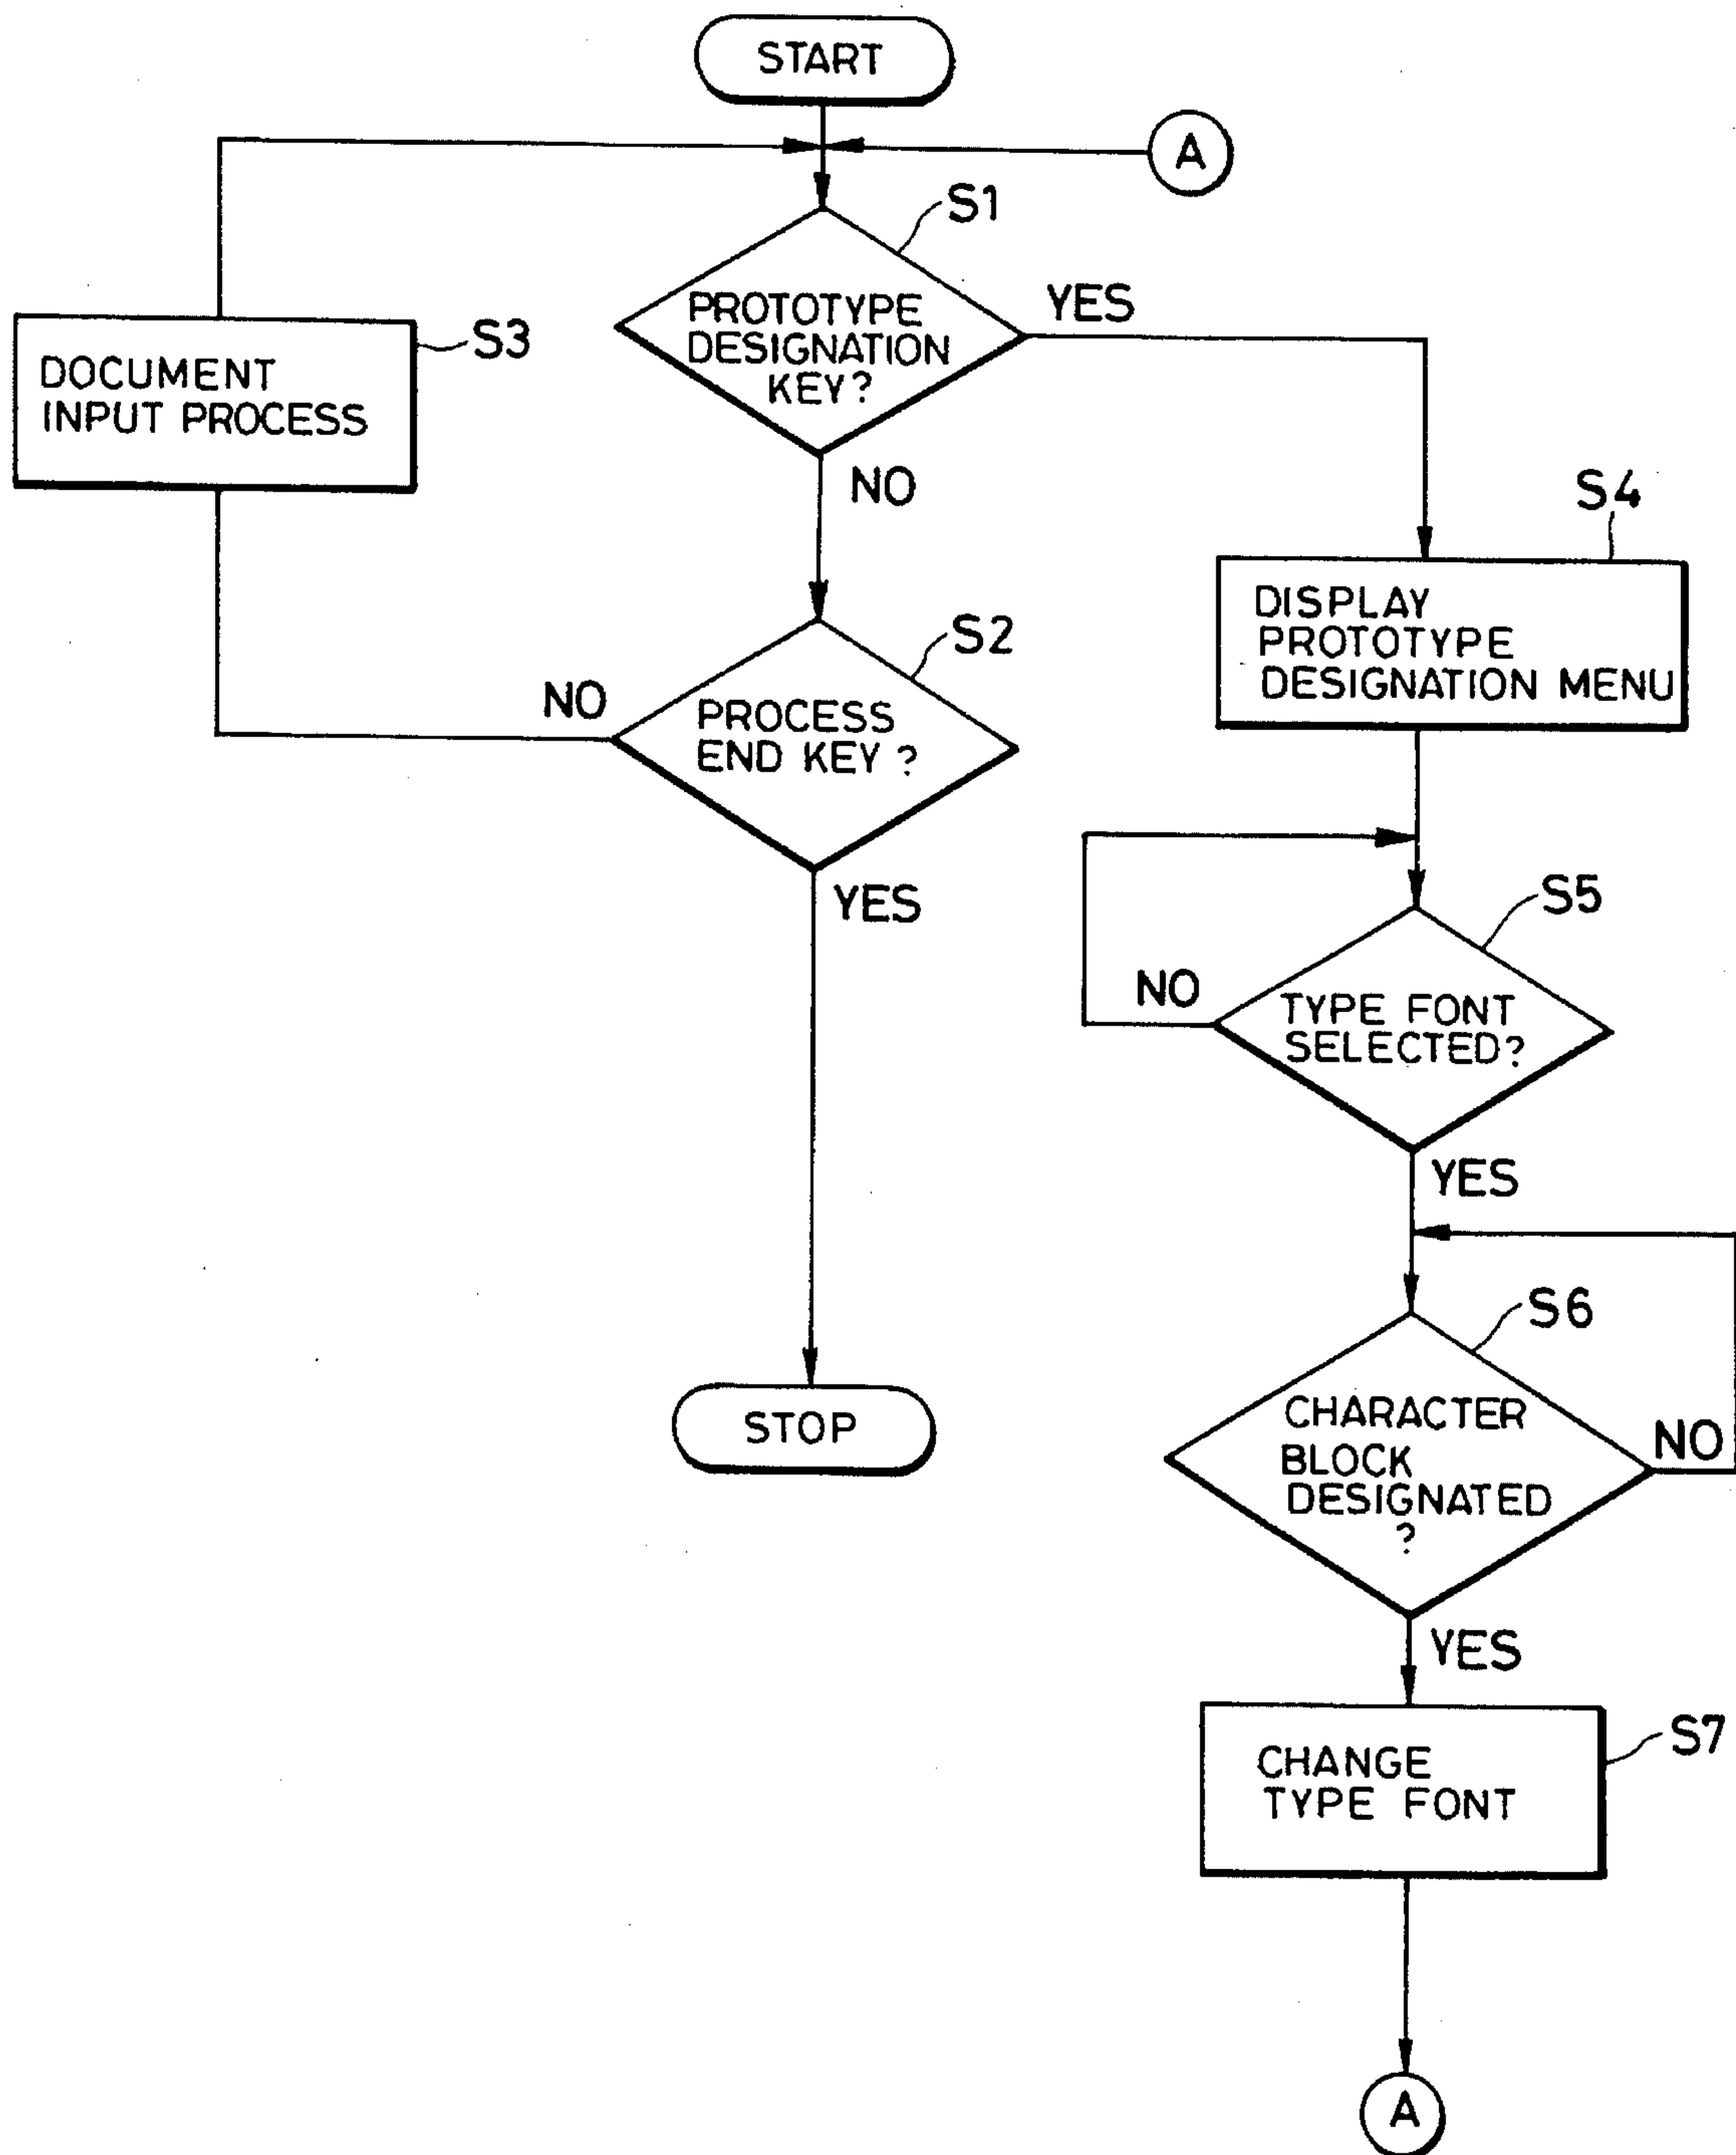 START
A
S1
PROTOTYPE
DESIGNATION
KEY?
YES
NO
S3
DOCUMENT
INPUT PROCESS
S4
DISPLAY
PROTOTYPE
DESIGNATION MENU
S2
PROCESS
END KEY ?
NO
YES
S5
TYPE FONT
SELECTED?
NO
YES
S6
CHARACTER
BLOCK
DESIGNATED
?
NO
YES
STOP
S7
CHANGE
TYPE FONT
A